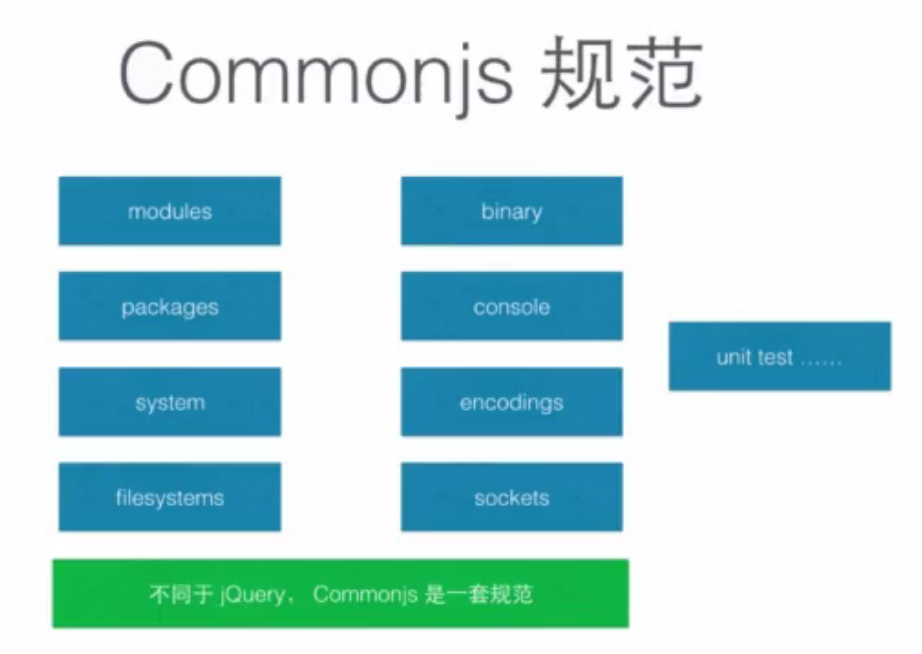 Commonjs 规范
modules
binary
packages
console
unit test ……
system
encodings
filesystems
sockets
不同于 jQuery， Commonjs 是一套规范